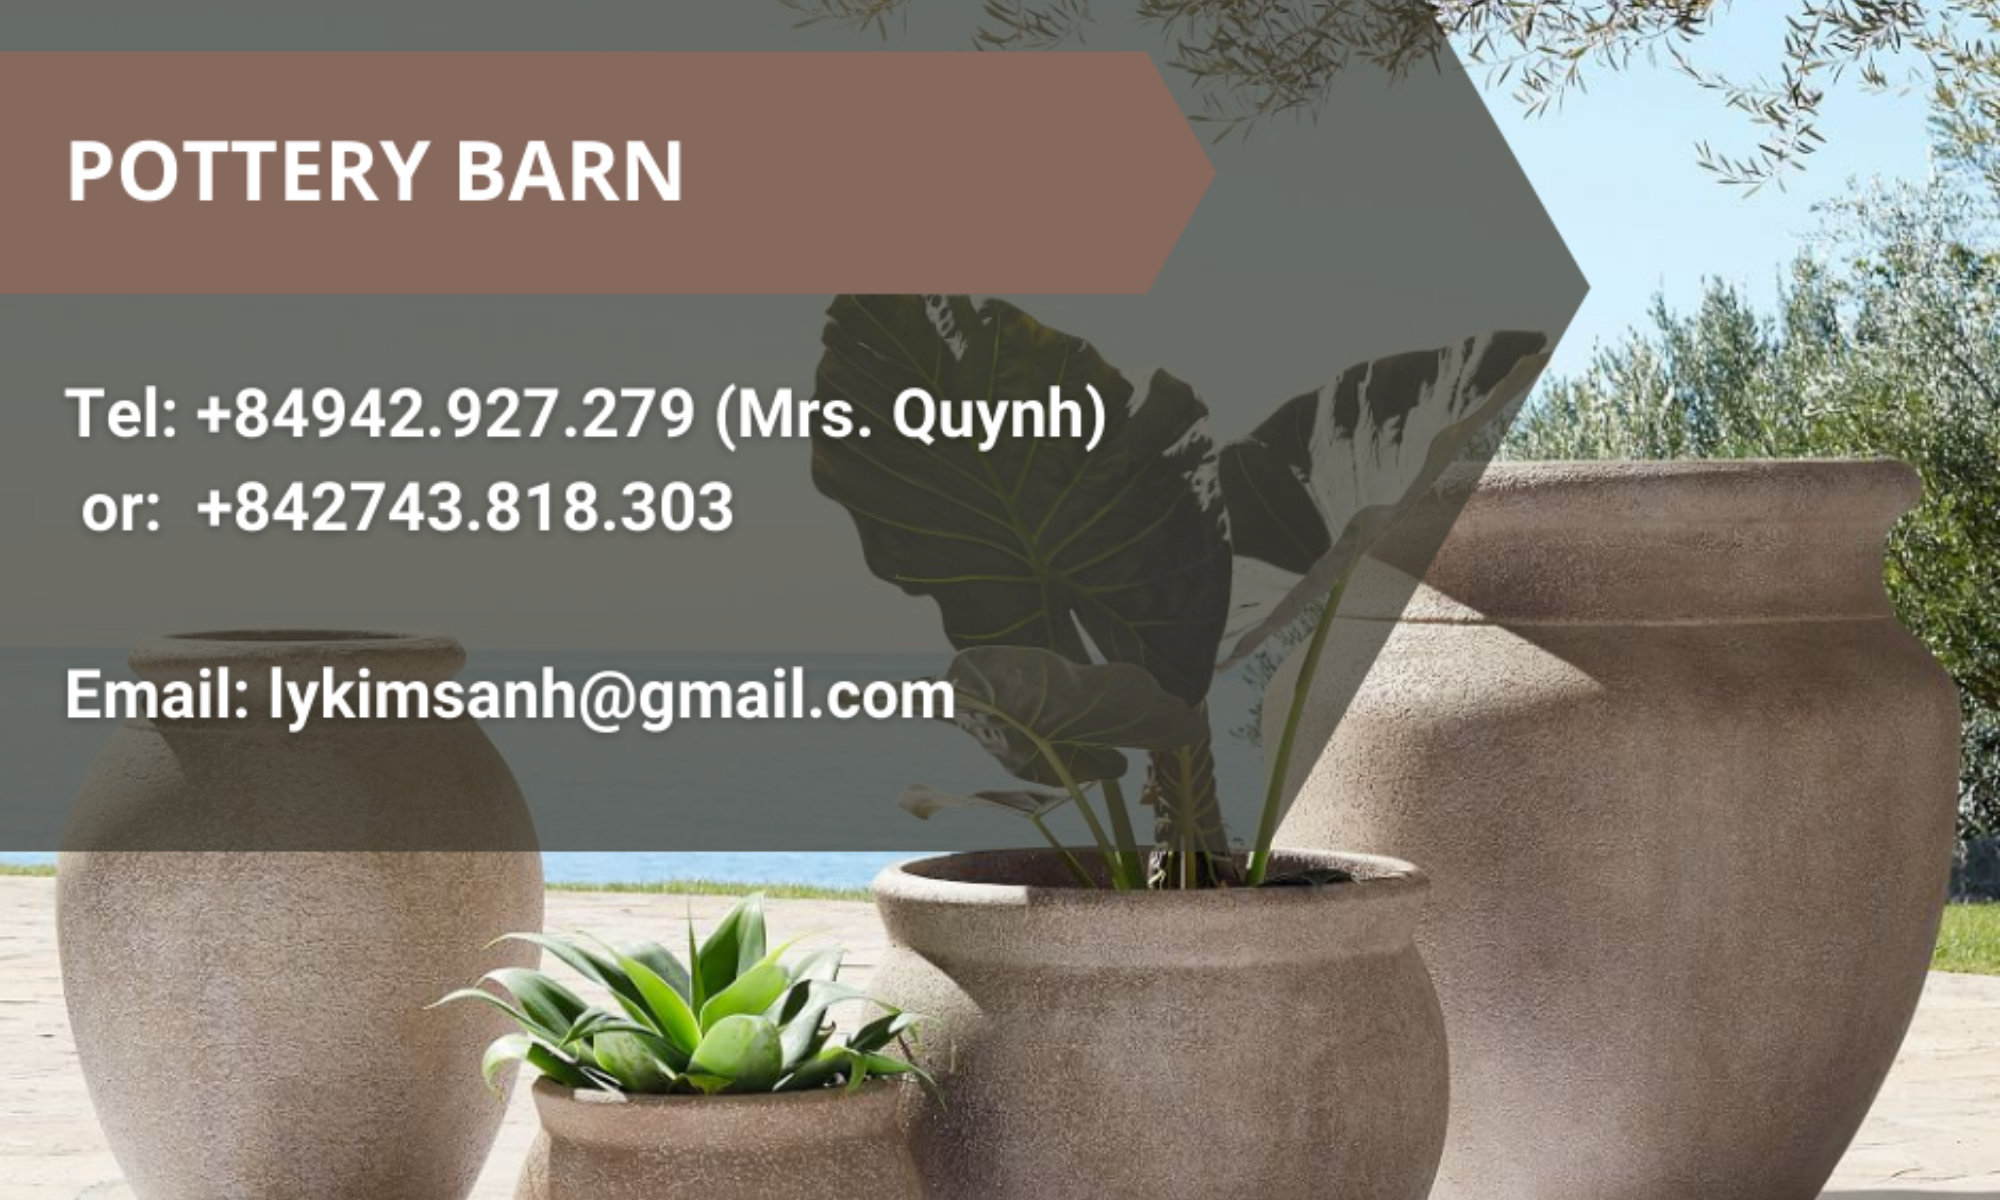 POTTERY BARN
Tel: +84942.927.279 (Mrs. Quynh)
or: +842743.818.303
Email: lykimsanh@gmail.com